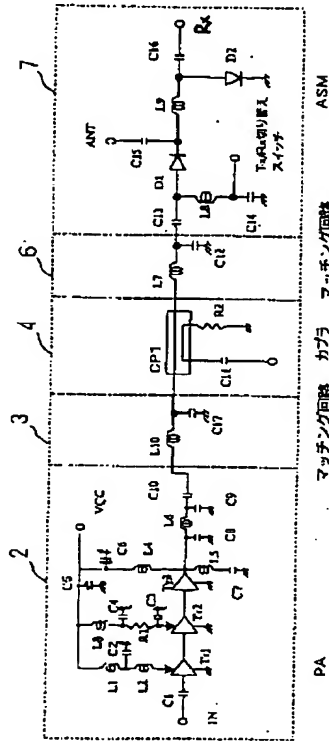 2
3
4
6
7
VCC
C5
C6
L4
L3
C4
C3
R1
C2
L1
L2
Tr1
Tr2
C1
IN
L5
C7
C8
L6
C9
C10
L10
C17
CP1
C11
R2
L7
C12
C13
D1
L8
C14
Tx/Rx切り替え
スイッチ
ANT
C15
L9
D2
C16
Rx
PA
マッチング回路
カプラ
マッチング回路
ASM